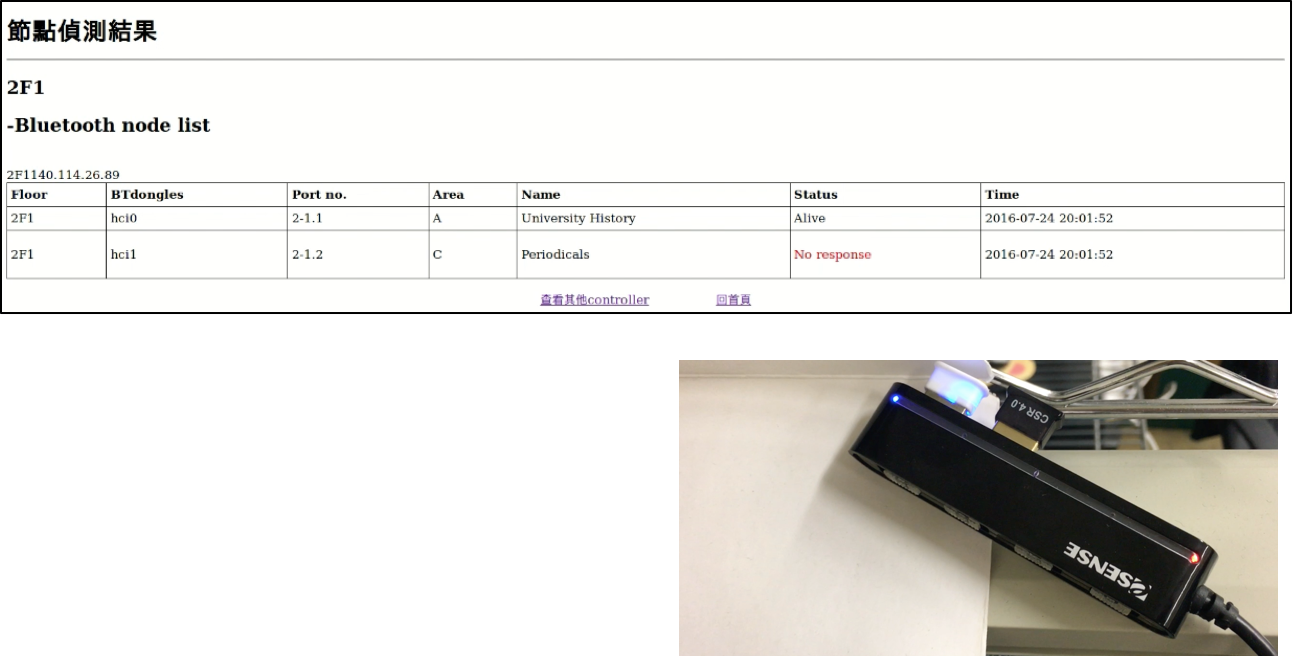 節點偵測結果
2F1
-Bluetooth node list
2F1140.114.26.89
Floor BTdongles Port no. Area Name Status Time
2F1 hci0 2-1.1 A University History Alive 2016-07-24 20:01:52
2F1 hci1 2-1.2 C Periodicals No response 2016-07-24 20:01:52
查看其他controller 回首頁
CSR 4.0
ESENSE